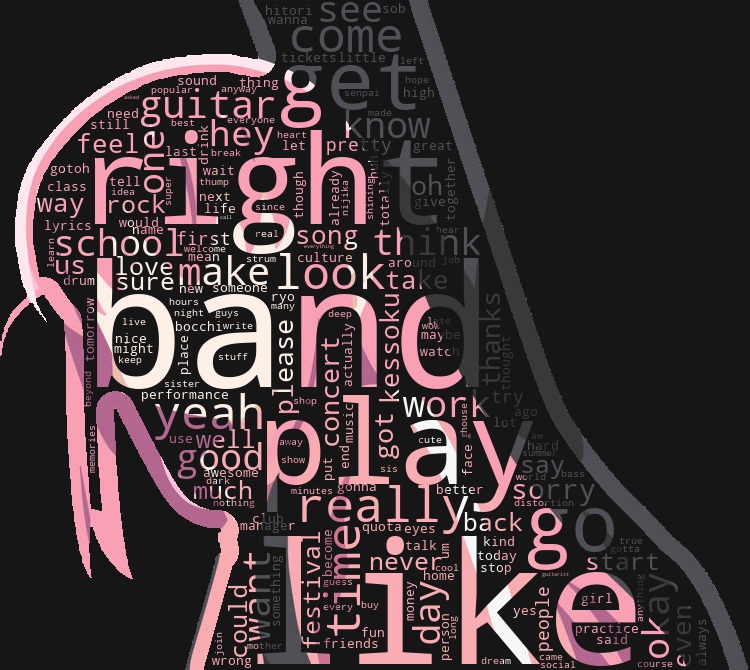 hitori see sob
wanna
come
tickets little left
get hope
senpai high
sound thing
popular anyway
asked
guitar
need everyone made
still best hey heart know
feel one last drink break let pretty great
right
gotoh tell wait though already nijika shining totally together
class idea super thump oh
way rock next since give
lyrics would life call
name
school first real song think hear
learn welcome everything
us love mean strum culture around job
drum sure make look take
new someone
band
tomorrow hours ryo deep late
night guys many wow
live bocchi write maybe
nice place please concert actually kessoku watch thanks
might stuff thought
keep
beyond sister
performance shop try
yeah work ago
play
memories use well away music got cute house lot
good show put end sis face big raw hard
awesome say summer
dark world bass
much minutes gonna better sorry
nothing really distortion
club
manager quota eyes back go
like
want festival time become talk um kind true
could something never today gotta
stop start
guess cool guitarist
home
every buy money day yes people girl anything okay
practice even
fun person long said ok always
join mother friends
wrong dream came social course